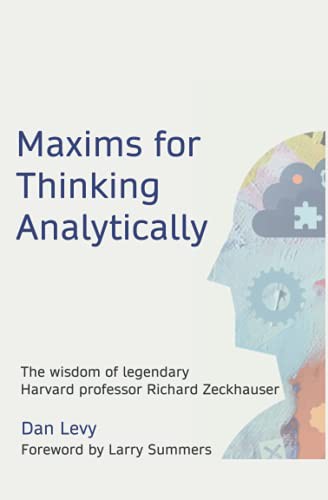 Maxims for
Thinking
Analytically
The wisdom of legendary
Harvard professor Richard Zeckhauser
Dan Levy
Foreword by Larry Summers